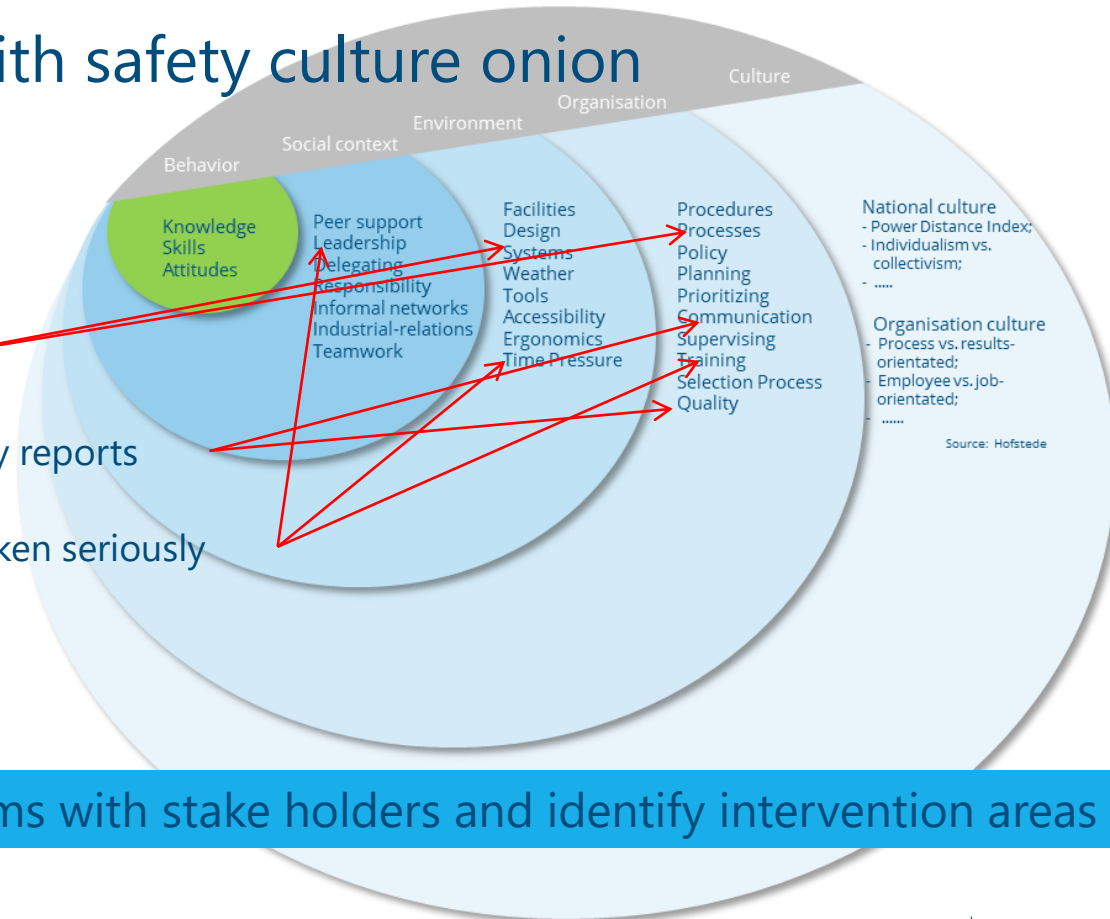 ith safety culture onion
Culture
Organisation
Environment
Social context
Behavior
Knowledge
Skills
Attitudes
Peer support
Leadership
Delegating
Responsibility
Informal networks
Industrial-relations
Teamwork
Facilities
Design
Systems
Weather
Tools
Accessibility
Ergonomics
Time Pressure
Procedures
Processes
Policy
Planning
Prioritizing
Communication
Supervising
Training
Selection Process
Quality
National culture
- Power Distance Index;
- Individualism vs.
collectivism;
- .....
Organisation culture
- Process vs. results-
orientated;
- Employee vs. job-
orientated;
- ......
Source: Hofstede
y reports
ken seriously
ms with stake holders and identify intervention areas